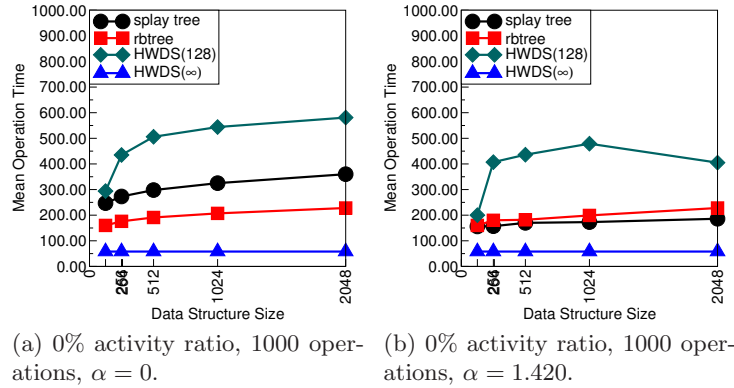 1000.00
900.00
800.00
700.00
600.00
500.00
400.00
300.00
200.00
100.00
0.00
Mean Operation Time
splay tree
rbtree
HWDS(128)
HWDS(∞)
0
256
512
1024
2048
Data Structure Size
(a) 0% activity ratio, 1000 oper-
ations, α = 0.
1000.00
900.00
800.00
700.00
600.00
500.00
400.00
300.00
200.00
100.00
0.00
Mean Operation Time
splay tree
rbtree
HWDS(128)
HWDS(∞)
0
512
1024
2048
Data Structure Size
(b) 0% activity ratio, 1000 oper-
ations, α = 1.420.